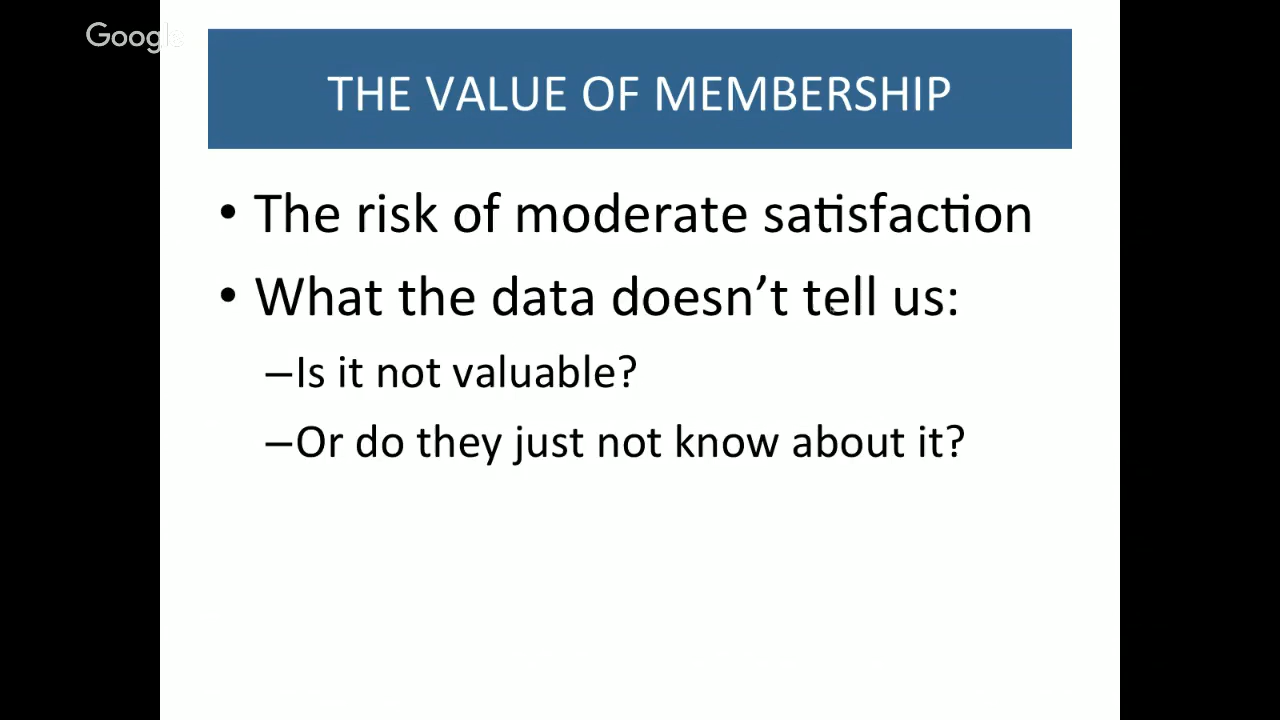 Google
THE VALUE OF MEMBERSHIP
• The risk of moderate satisfaction
• What the data doesn’t tell us:
–Is it not valuable?
–Or do they just not know about it?